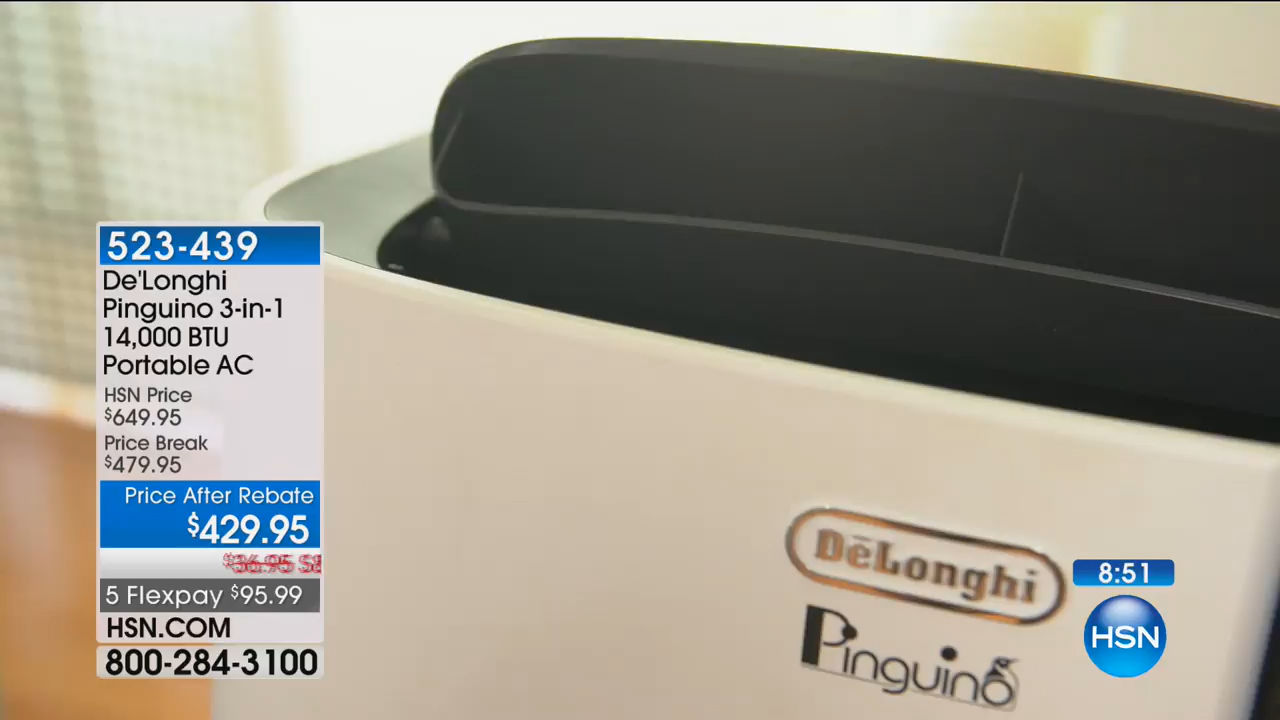 523-439
De'Longhi
Pinguino 3-in-1
14,000 BTU
Portable AC
HSN Price
$649.95
Price Break
$479.95
Price After Rebate
$429.95
$36.95
5 Flexpay $95.99
HSN.COM
800-284-3100
DēLonghi
Pinguino
8:51
HSN